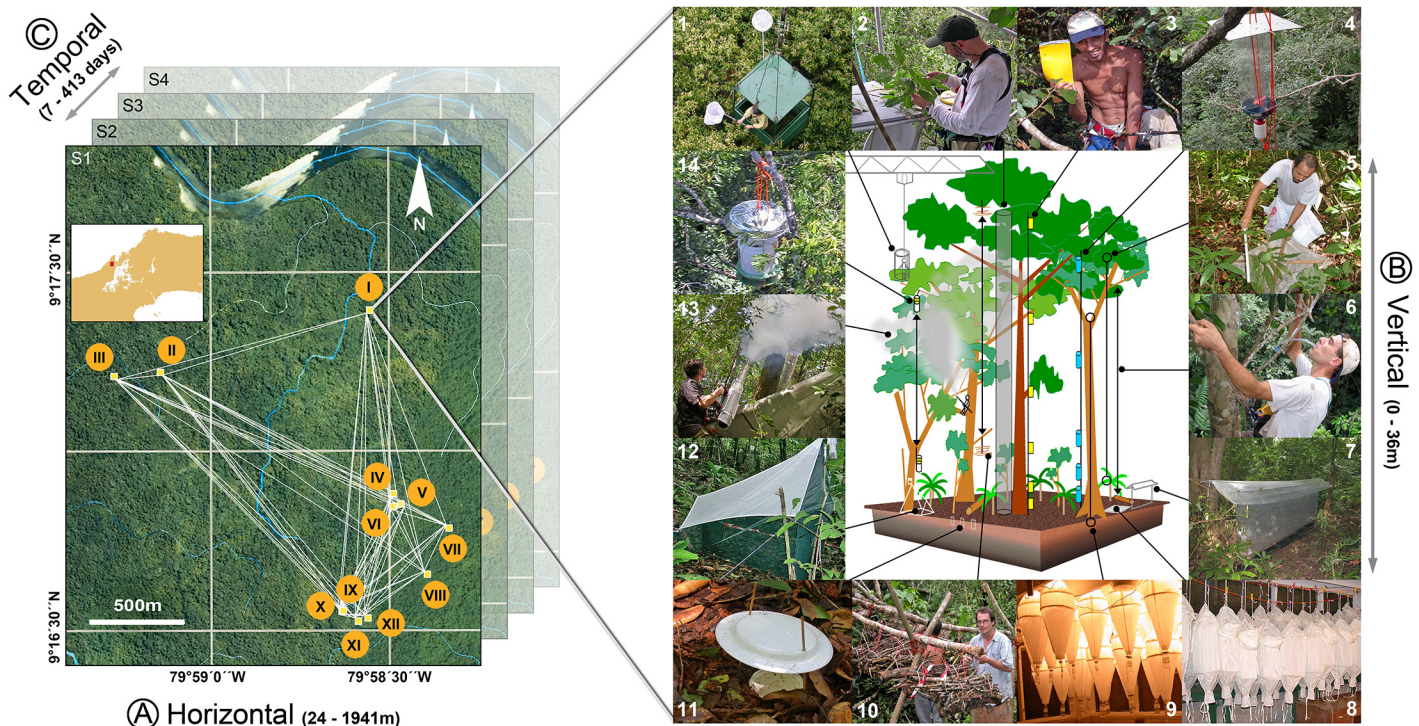 Ⓒ
Temporal
(7 - 413 days)
S4
S3
S2
S1
N
9°17´30´´N
9°16´30´´N
79°59´0´´W
79°58´30´´W
I
II
III
IV
V
VI
VII
VIII
IX
X
XI
XII
500m
Ⓐ Horizontal (24 - 1941m)
1
2
3
4
14
5
13
6
12
7
11
10
9
8
Ⓑ Vertical (0 - 36m)